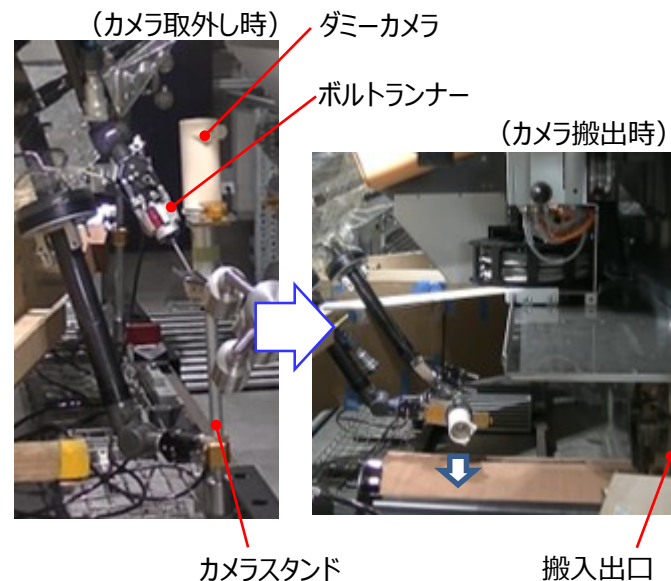 (カメラ取外し時)
ダミーカメラ
ボルトランナー
(カメラ搬出時)
カメラスタンド
搬入出口